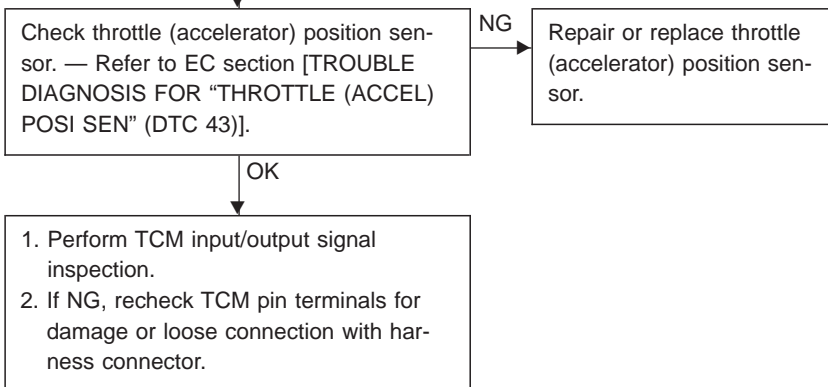 Check throttle (accelerator) position sen-
sor. — Refer to EC section [TROUBLE
DIAGNOSIS FOR “THROTTLE (ACCEL)
POSI SEN” (DTC 43)].
NG
Repair or replace throttle
(accelerator) position sen-
sor.
OK
1. Perform TCM input/output signal
inspection.
2. If NG, recheck TCM pin terminals for
damage or loose connection with har-
ness connector.